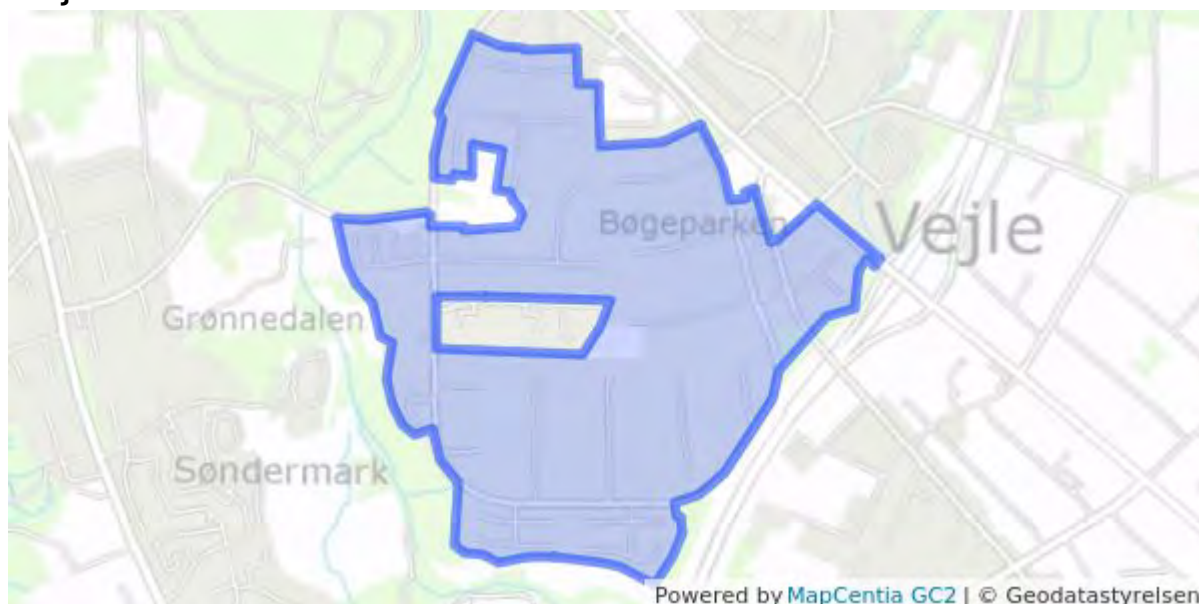 Bøgeparken
Vejle
Grønnedalen
Søndermark
Powered by MapCentia GC2 | © Geodatastyrelsen